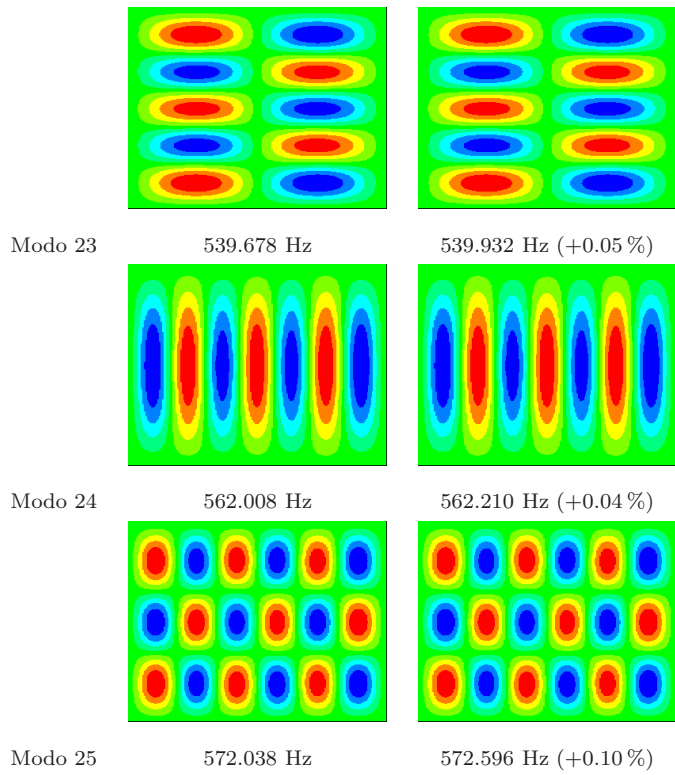 Modo 23 539.678 Hz 539.932 Hz (+0.05 %)
Modo 24 562.008 Hz 562.210 Hz (+0.04 %)
Modo 25 572.038 Hz 572.596 Hz (+0.10 %)